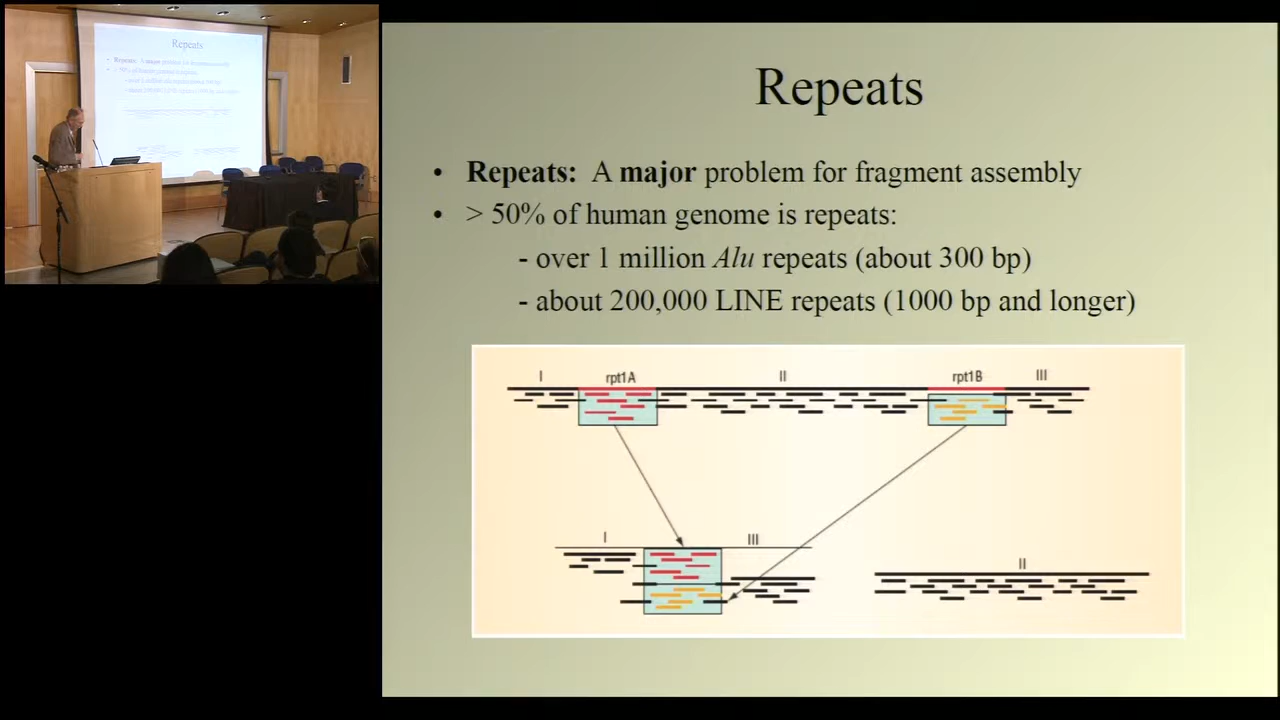 Repeats
• Repeats: A major problem for fragment assembly
• > 50% of human genome is repeats:
- over 1 million Alu repeats (about 300 bp)
- about 200,000 LINE repeats (1000 bp and longer)
I rpt1A II rpt1B III
I III II